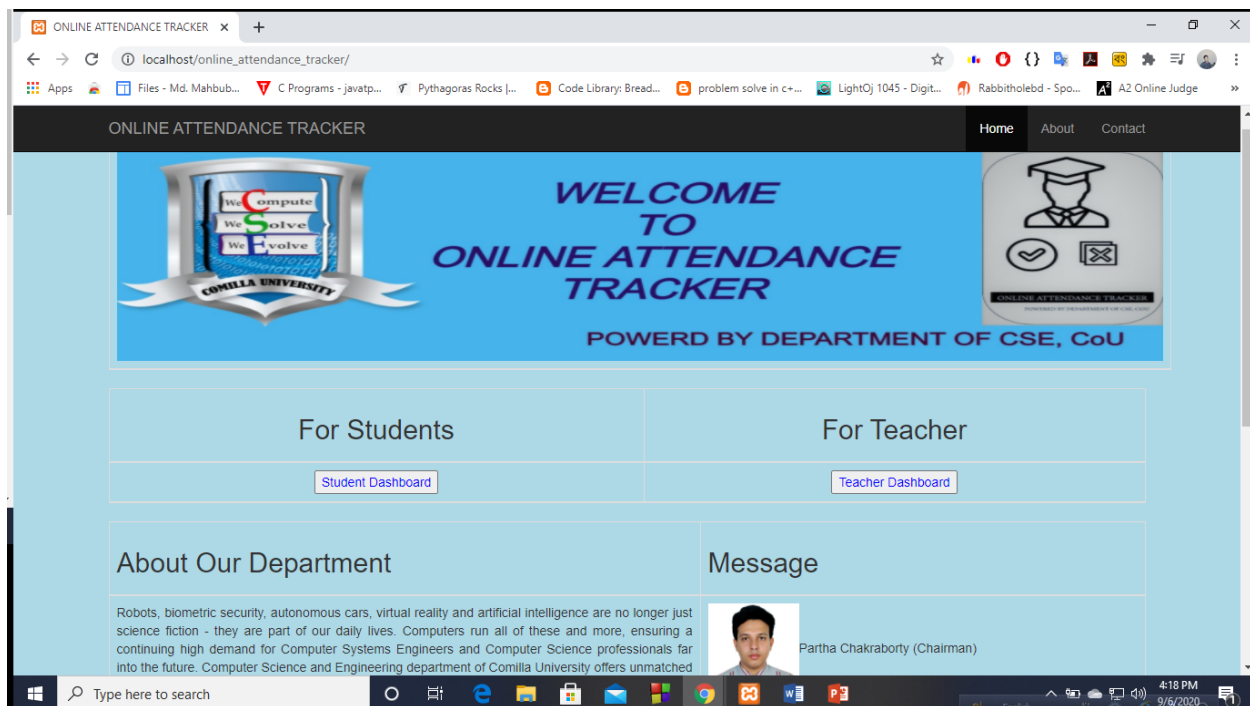 ONLINE ATTENDANCE TRACKER
localhost/online_attendance_tracker/
Apps
Files - Md. Mahbub...
C Programs - javatp...
Pythagoras Rocks |...
Code Library: Bread...
problem solve in c+...
LightOj 1045 - Digit...
Rabbitholebd - Spo...
A2 Online Judge
»
ONLINE ATTENDANCE TRACKER
Home About Contact
We Compute
We Solve
We Evolve
COMILLA UNIVERSITY
WELCOME
TO
ONLINE ATTENDANCE
TRACKER
ONLINE ATTENDANCE TRACKER
POWERD BY DEPARTMENT OF CSE, CoU
For Students
For Teacher
Student Dashboard
Teacher Dashboard
About Our Department
Message
Robots, biometric security, autonomous cars, virtual reality and artificial intelligence are no longer just
science fiction - they are part of our daily lives. Computers run all of these and more, ensuring a
continuing high demand for Computer Systems Engineers and Computer Science professionals far
into the future. Computer Science and Engineering department of Comilla University offers unmatched
Partha Chakraborty (Chairman)
Type here to search
4:18 PM
9/6/2020